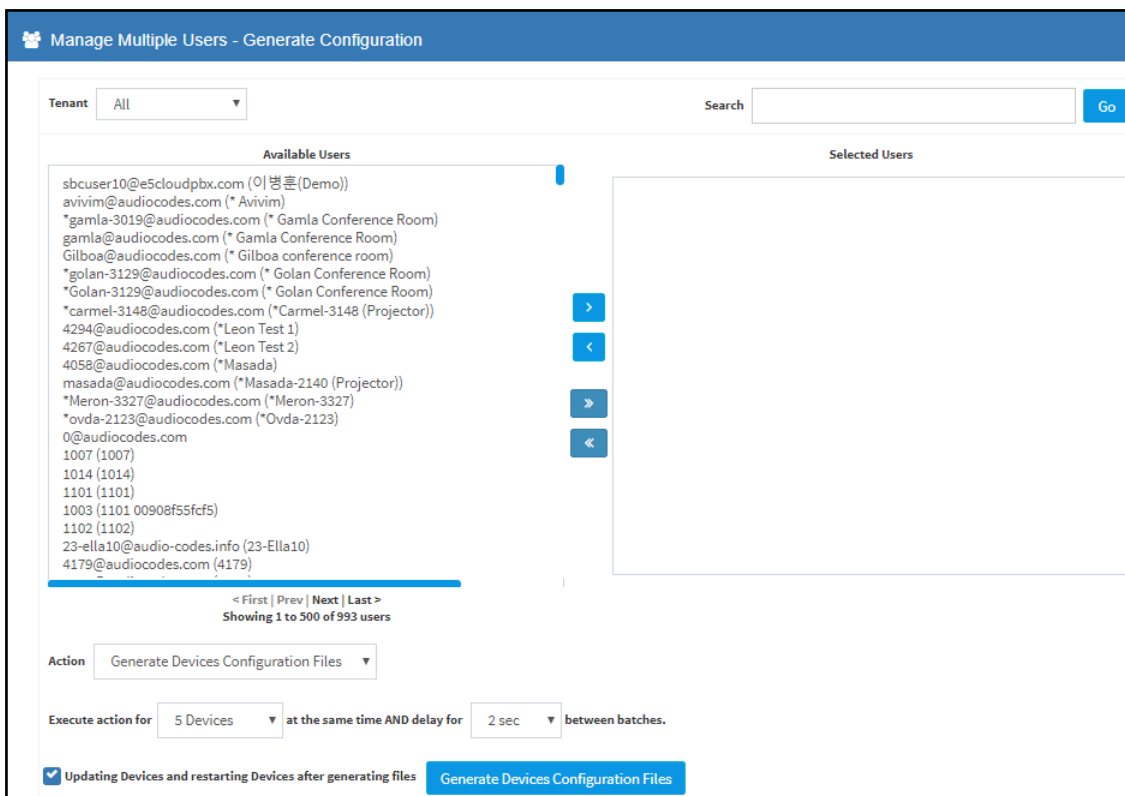 Manage Multiple Users - Generate Configuration
Tenant All Search Go
Available Users Selected Users
sbcuser10@e5cloudpbx.com (이병훈(Demo))
avivim@audiocodes.com (* Avivim)
*gamla-3019@audiocodes.com (* Gamla Conference Room)
gamla@audiocodes.com (* Gamla Conference Room)
Gilboa@audiocodes.com (* Gilboa conference room)
*golan-3129@audiocodes.com (* Golan Conference Room)
*Golan-3129@audiocodes.com (* Golan Conference Room)
*carmel-3148@audiocodes.com (*Carmel-3148 (Projector))
4294@audiocodes.com (*Leon Test 1)
4267@audiocodes.com (*Leon Test 2)
4058@audiocodes.com (*Masada)
masada@audiocodes.com (*Masada-2140 (Projector))
*Meron-3327@audiocodes.com (*Meron-3327)
*ovda-2123@audiocodes.com (*Ovda-2123)
0@audiocodes.com
1007 (1007)
1014 (1014)
1101 (1101)
1003 (1101 00908f55fcf5)
1102 (1102)
23-ella10@audio-codes.info (23-Ella10)
4179@audiocodes.com (4179)
< First | Prev | Next | Last >
Showing 1 to 500 of 993 users
Action Generate Devices Configuration Files
Execute action for 5 Devices at the same time AND delay for 2 sec between batches.
Updating Devices and restarting Devices after generating files Generate Devices Configuration Files